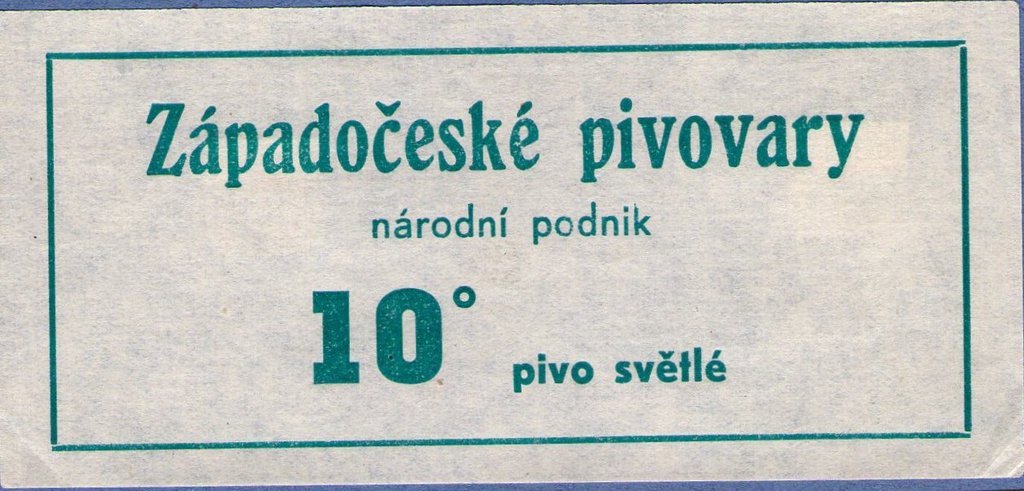 Západočeské pivovary
národní podnik
10° pivo světlé